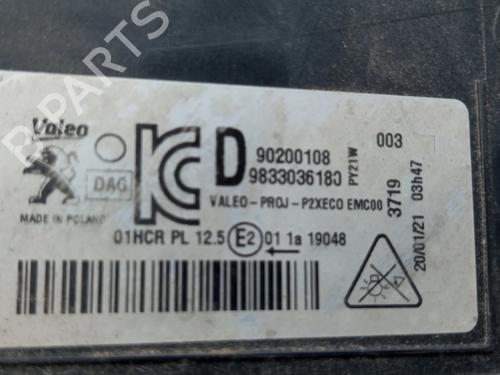 B-PARTS
Valeo
DAG
MADE IN POLAND
D
90200108
9833036180
PY21W
003
VALEO-PROJ-P2XECO EMC00
01HCR PL 12.5 E2 01 1a 19048
3719
20/01/21 03h47